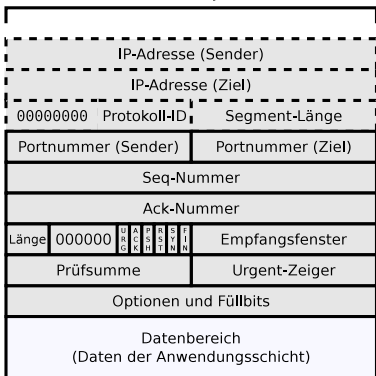 IP-Adresse (Sender)
IP-Adresse (Ziel)
00000000 Protokoll-ID Segment-Länge
Portnummer (Sender) Portnummer (Ziel)
Seq-Nummer
Ack-Nummer
Länge 000000 URG ACK PSH RST SYN FIN Empfangsfenster
Prüfsumme Urgent-Zeiger
Optionen und Füllbits
Datenbereich
(Daten der Anwendungsschicht)